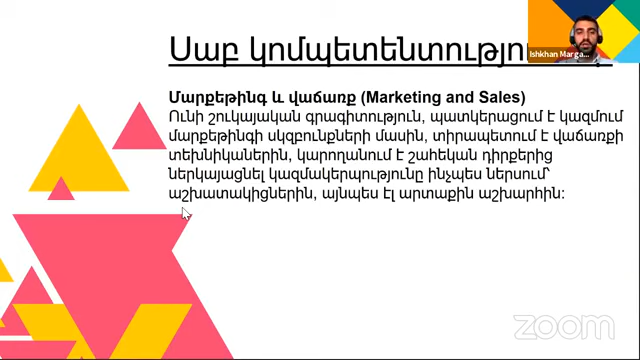 Ishkhan Marga...
Սաբ կոմպետենտություն
Մարքեթինգ և վաճառք (Marketing and Sales)
Ունի շուկայական գրագիտություն, պատկերացում է կազմում
մարքեթինգի սկզբունքների մասին, տիրապետում է վաճառքի
տեխնիկաներին, կարողանում է շահեկան դիրքերից
ներկայացնել կազմակերպությունը ինչպես ներսում՝
աշխատակիցներին, այնպես էլ արտաքին աշխարհին:
zoom